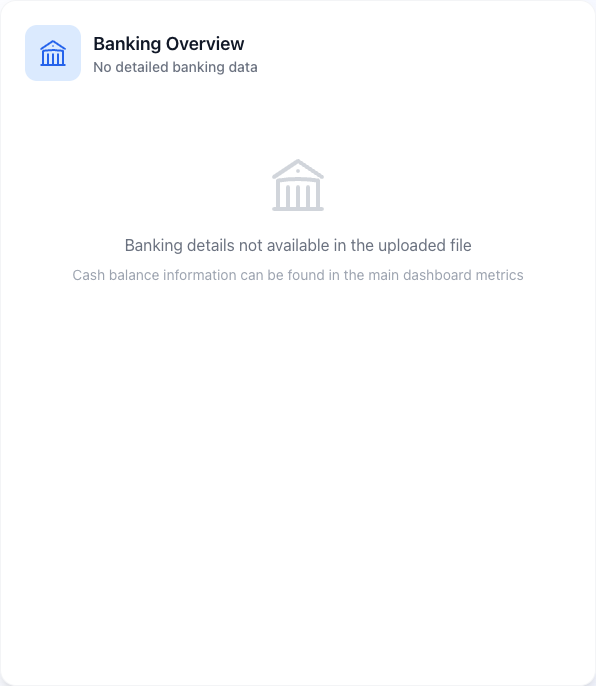 Banking Overview
No detailed banking data
Banking details not available in the uploaded file
Cash balance information can be found in the main dashboard metrics